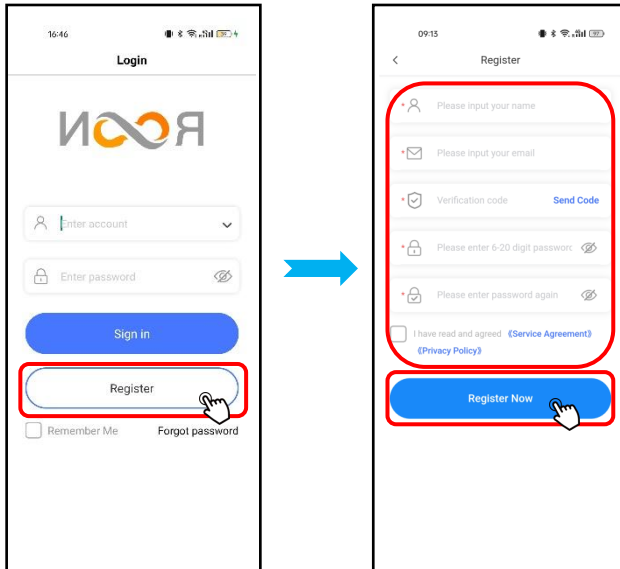 16:46
Login
ИOOЯ
Enter account
Enter password
Sign in
Register
Remember Me Forgot password
09:13 97
Register
* Please input your name
* Please input your email
* Verification code Send Code
* Please enter 6-20 digit passwor
* Please enter password again
I have read and agreed 《Service Agreement》
《Privacy Policy》
Register Now